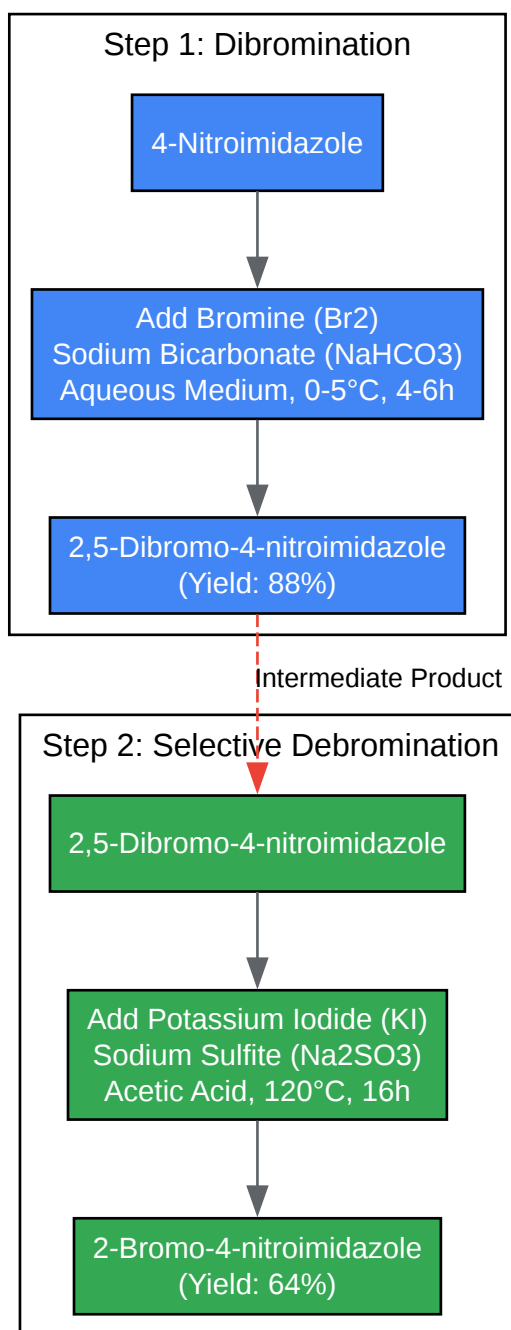 Step 1: Dibromination
4-Nitroimidazole
Add Bromine (Br2)
Sodium Bicarbonate (NaHCO3)
Aqueous Medium, 0-5°C, 4-6h
2,5-Dibromo-4-nitroimidazole
(Yield: 88%)
Intermediate Product
Step 2: Selective Debromination
2,5-Dibromo-4-nitroimidazole
Add Potassium Iodide (KI)
Sodium Sulfite (Na2SO3)
Acetic Acid, 120°C, 16h
2-Bromo-4-nitroimidazole
(Yield: 64%)